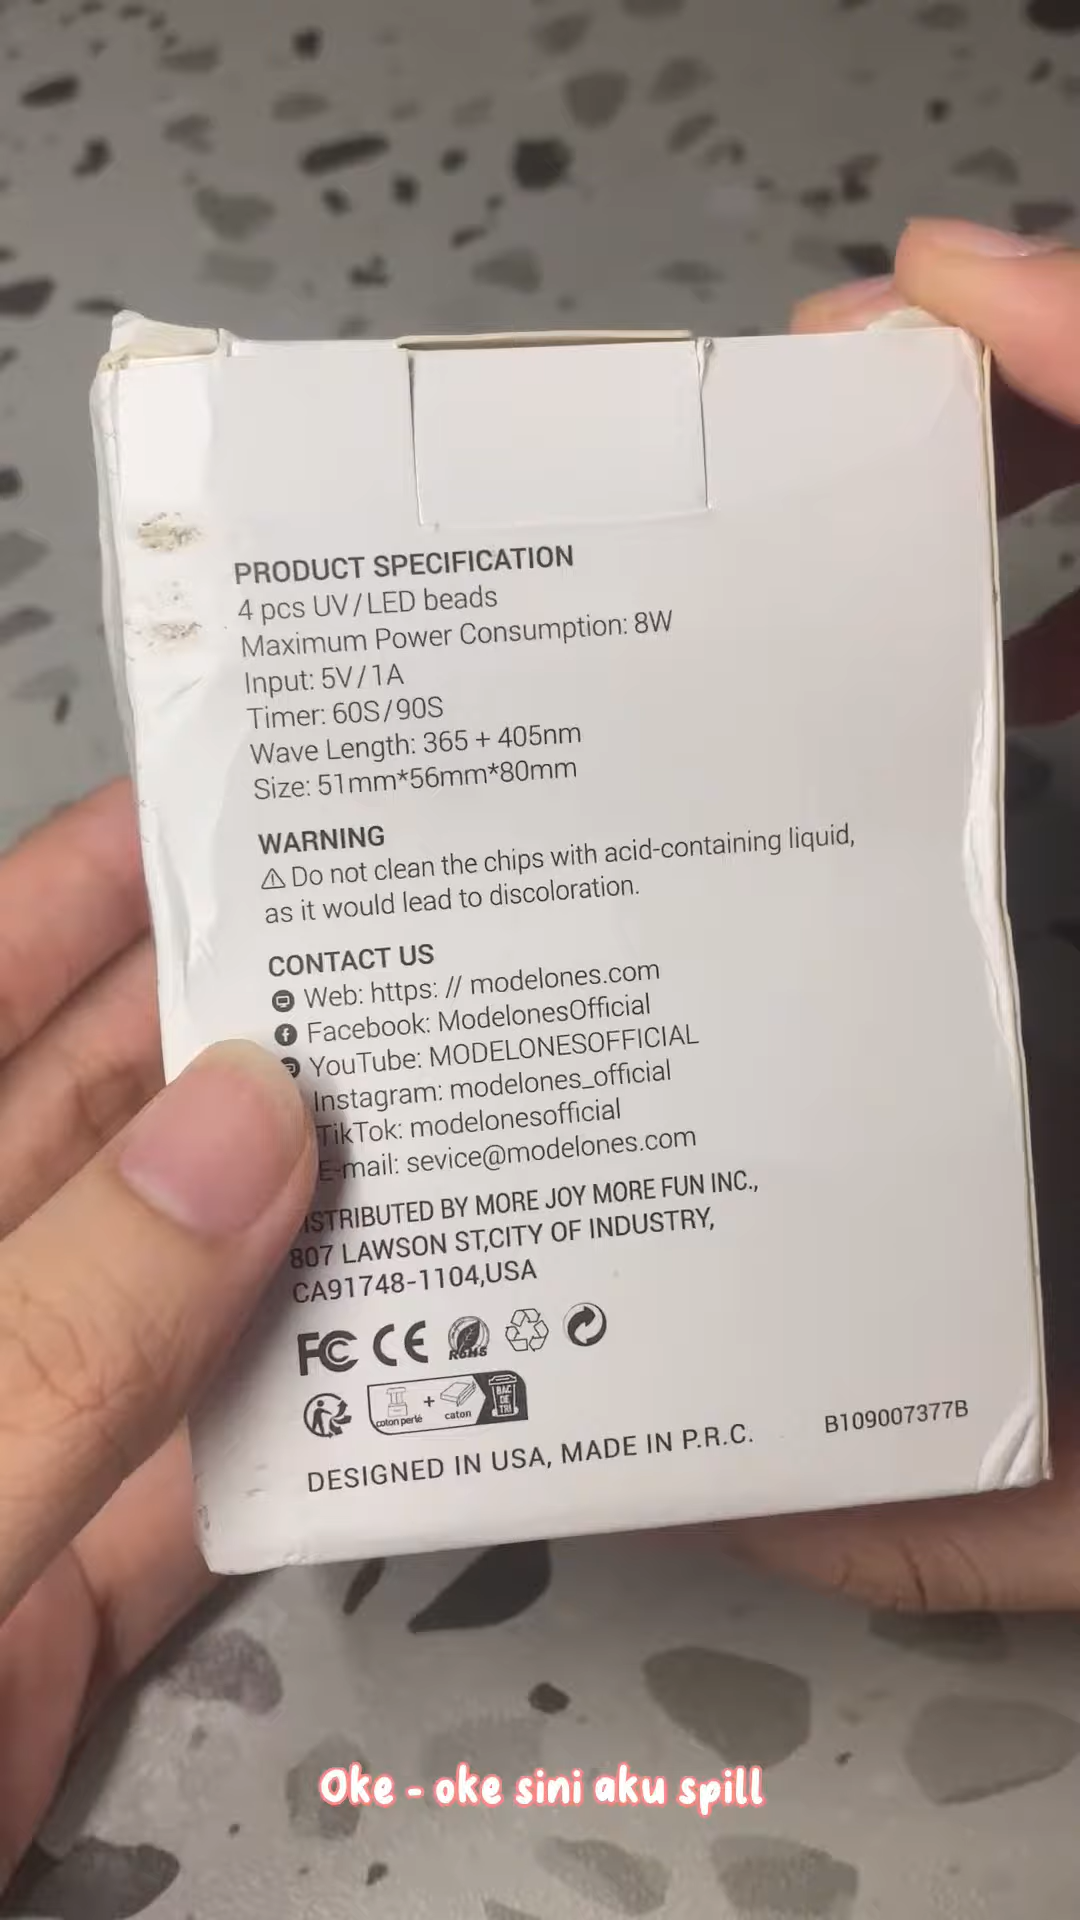 PRODUCT SPECIFICATION
4 pcs UV/LED beads
Maximum Power Consumption: 8W
Input: 5V/1A
Timer: 60S/90S
Wave Length: 365 + 405nm
Size: 51mm*56mm*80mm
WARNING
⚠ Do not clean the chips with acid-containing liquid,
as it would lead to discoloration.
CONTACT US
Web: https: // modelones.com
Facebook: ModelonesOfficial
YouTube: MODELONESOFFICIAL
Instagram: modelones_official
TikTok: modelonesofficial
E-mail: sevice@modelones.com
ISTRIBUTED BY MORE JOY MORE FUN INC.,
807 LAWSON ST,CITY OF INDUSTRY,
CA91748-1104,USA
FC CE ROHS
coton perlé + caton BAC DE TRI
DESIGNED IN USA, MADE IN P.R.C.
B109007377B
Oke - oke sini aku spill